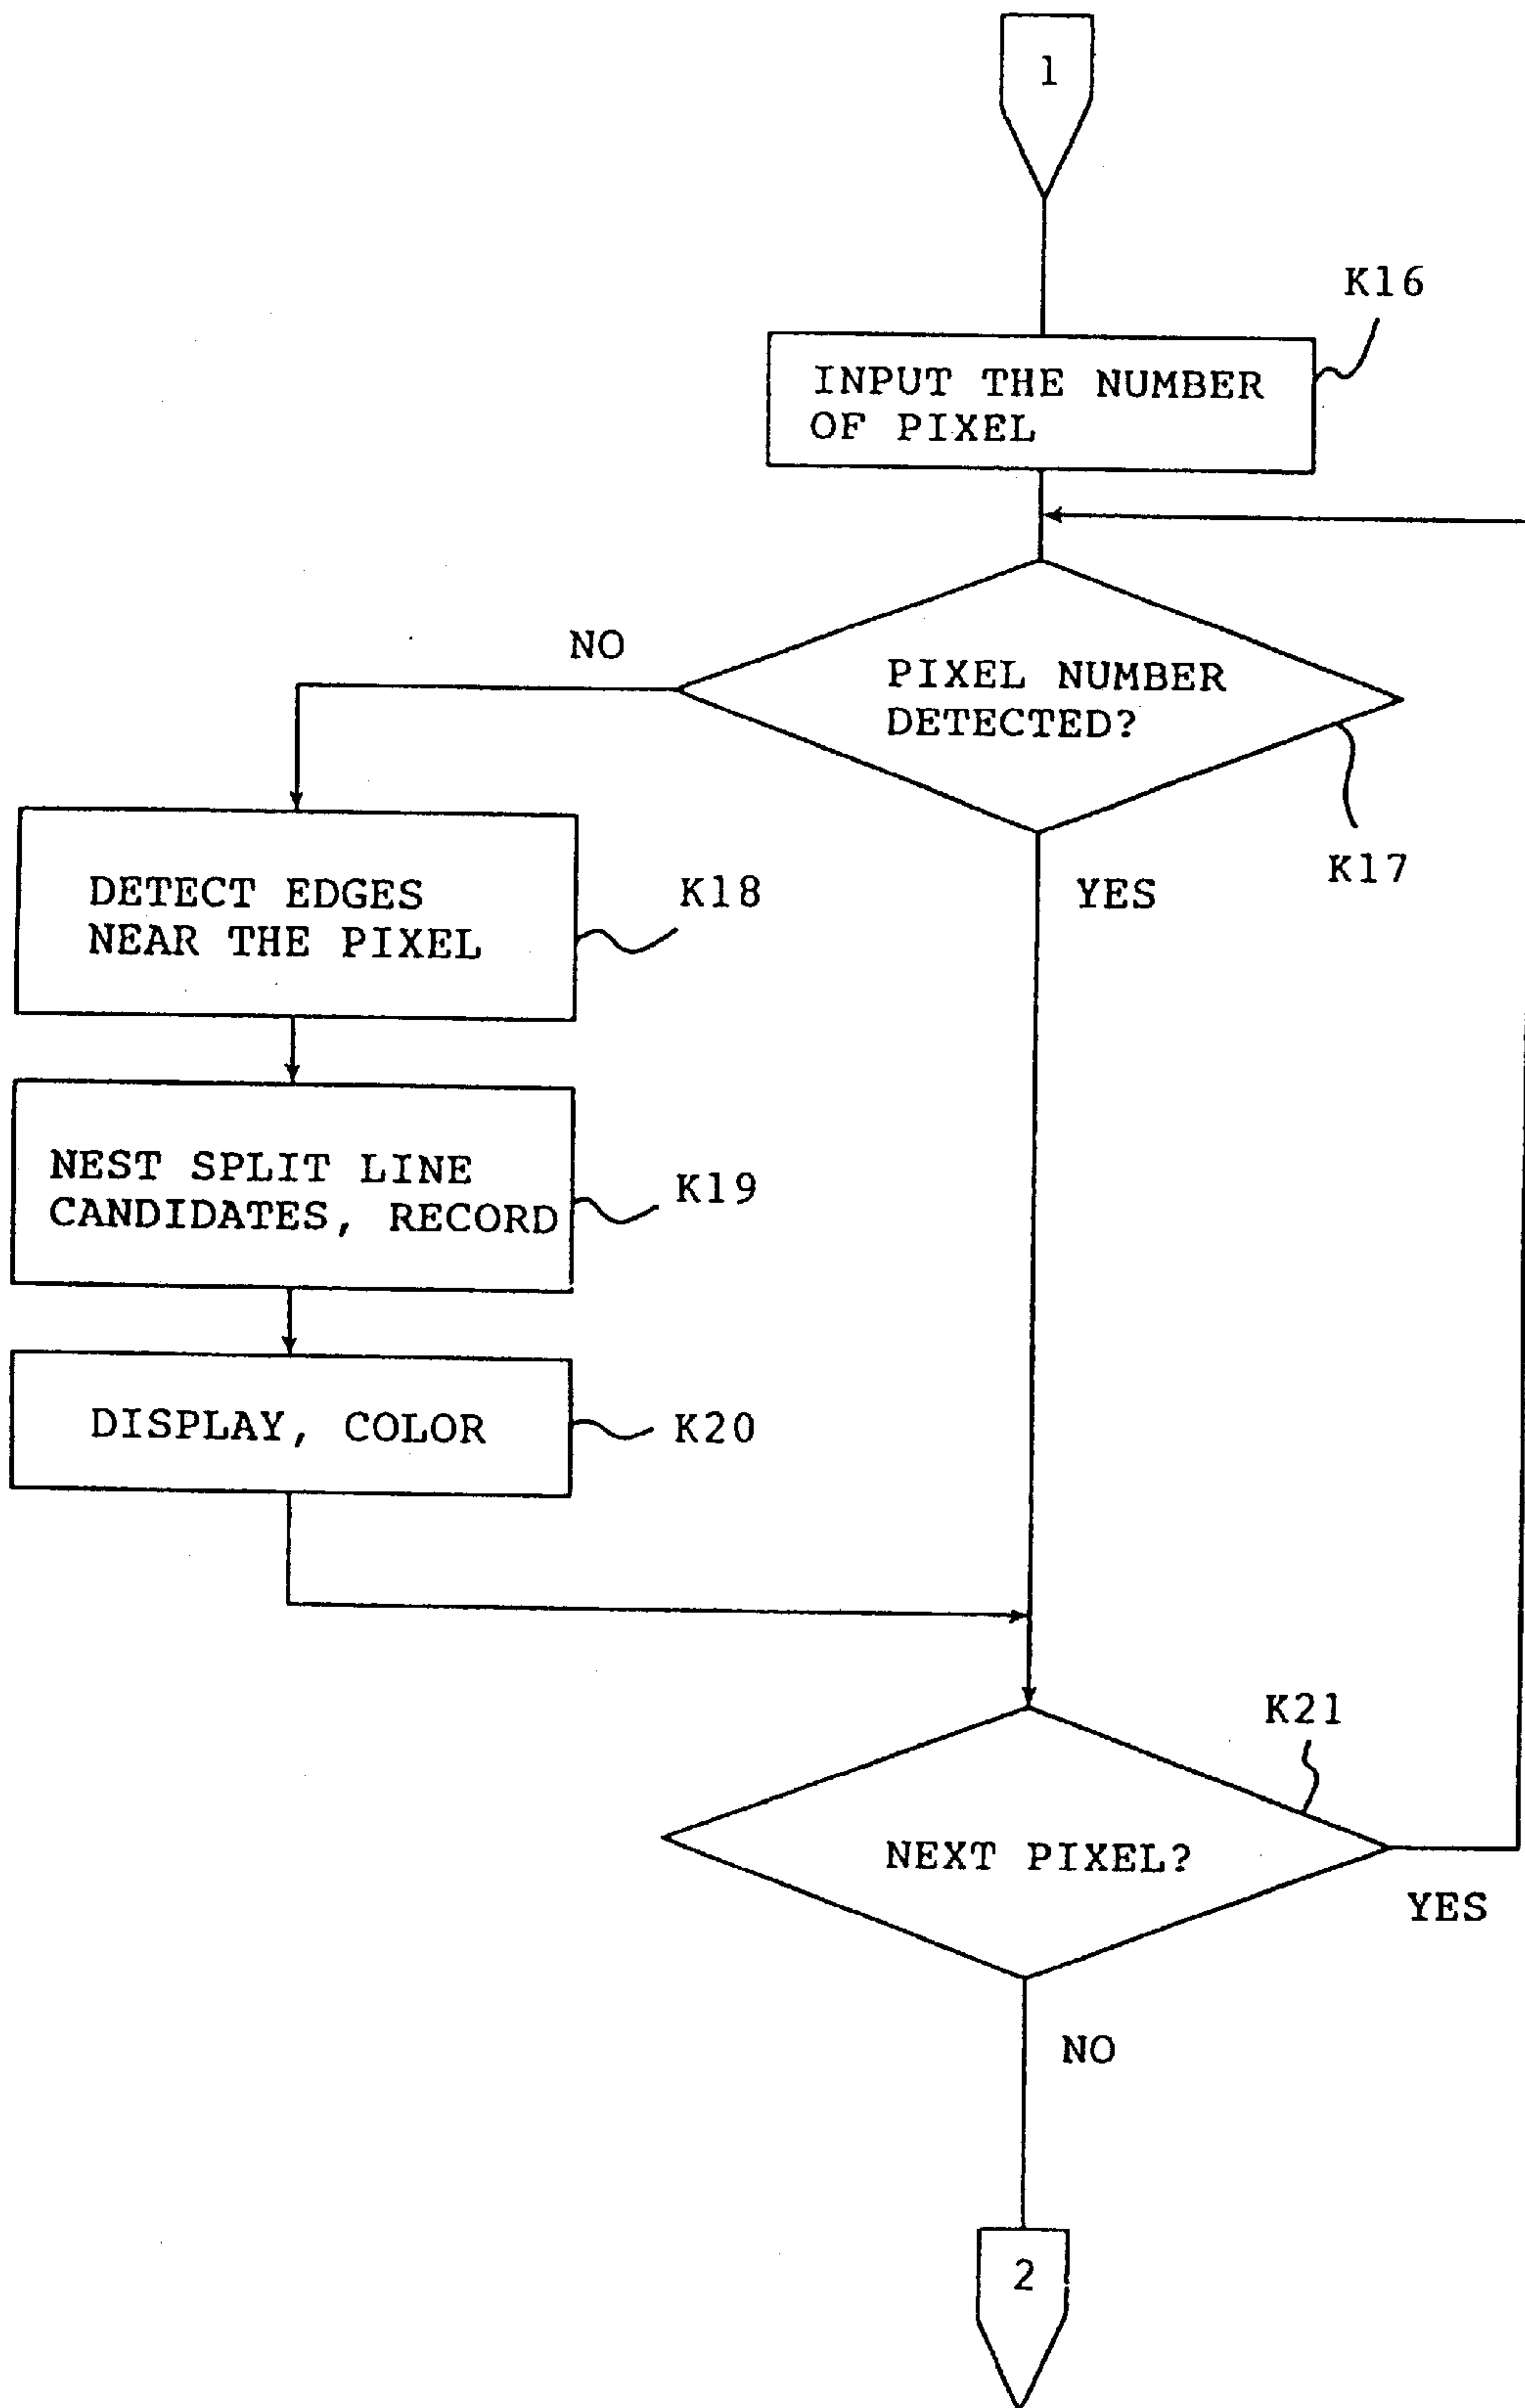 1
K16
INPUT THE NUMBER
OF PIXEL
NO
PIXEL NUMBER
DETECTED?
K17
YES
DETECT EDGES
NEAR THE PIXEL
K18
NEST SPLIT LINE
CANDIDATES, RECORD
K19
DISPLAY, COLOR
K20
K21
NEXT PIXEL?
YES
NO
2